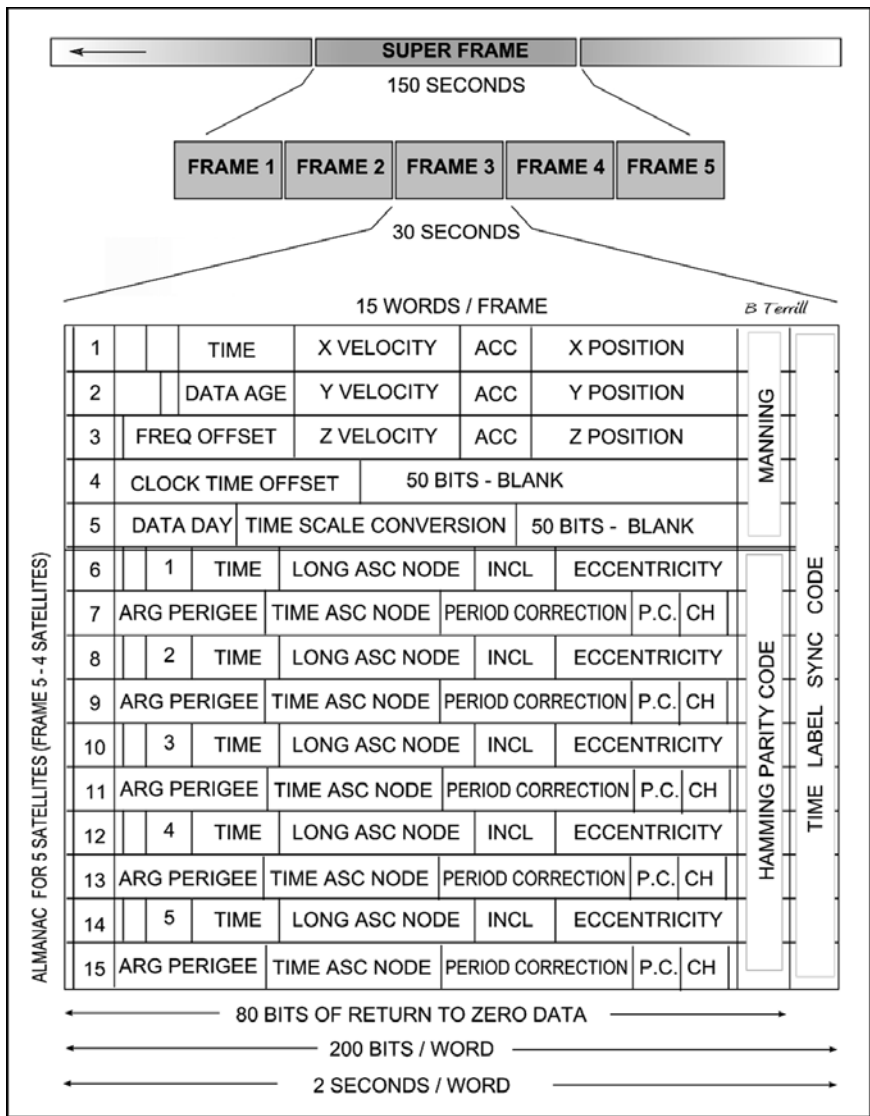 SUPER FRAME
150 SECONDS
FRAME 1 FRAME 2 FRAME 3 FRAME 4 FRAME 5
30 SECONDS
15 WORDS / FRAME
B Terrill
1 TIME X VELOCITY ACC X POSITION
2 DATA AGE Y VELOCITY ACC Y POSITION
3 FREQ OFFSET Z VELOCITY ACC Z POSITION
4 CLOCK TIME OFFSET 50 BITS - BLANK
5 DATA DAY TIME SCALE CONVERSION 50 BITS - BLANK
6 1 TIME LONG ASC NODE INCL ECCENTRICITY
7 ARG PERIGEE TIME ASC NODE PERIOD CORRECTION P.C. CH
8 2 TIME LONG ASC NODE INCL ECCENTRICITY
9 ARG PERIGEE TIME ASC NODE PERIOD CORRECTION P.C. CH
10 3 TIME LONG ASC NODE INCL ECCENTRICITY
11 ARG PERIGEE TIME ASC NODE PERIOD CORRECTION P.C. CH
12 4 TIME LONG ASC NODE INCL ECCENTRICITY
13 ARG PERIGEE TIME ASC NODE PERIOD CORRECTION P.C. CH
14 5 TIME LONG ASC NODE INCL ECCENTRICITY
15 ARG PERIGEE TIME ASC NODE PERIOD CORRECTION P.C. CH
ALMANAC FOR 5 SATELLITES (FRAME 5 - 4 SATELLITES)
MANNING
HAMMING PARITY CODE
TIME LABEL SYNC CODE
80 BITS OF RETURN TO ZERO DATA
200 BITS / WORD
2 SECONDS / WORD